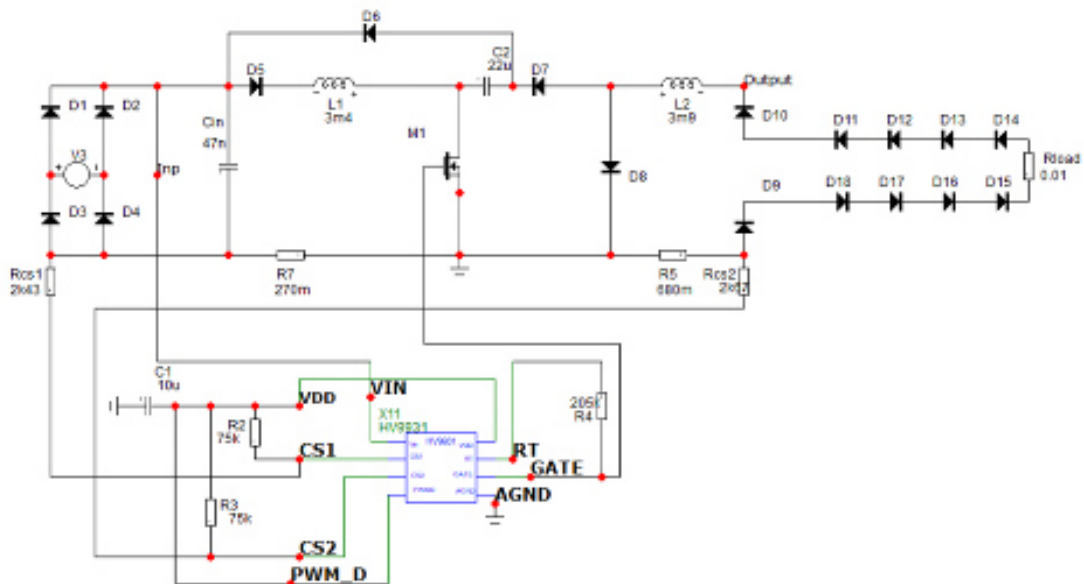 D6
D5
L1
3m4
C2
22u
D7
L2
3m9
Output
D1
D2
Cin
47n
V3
Inp
M1
D8
D10
D11
D12
D13
D14
Rload
0.01
D3
D4
D9
D18
D17
D16
D15
Rcs1
2k43
R7
270m
R5
680m
Rcs2
C1
10u
VDD
VIN
R2
75k
X11
HV9931
HV9931
205k
R4
CS1
RT
GATE
AGND
R3
75k
CS2
PWM_D